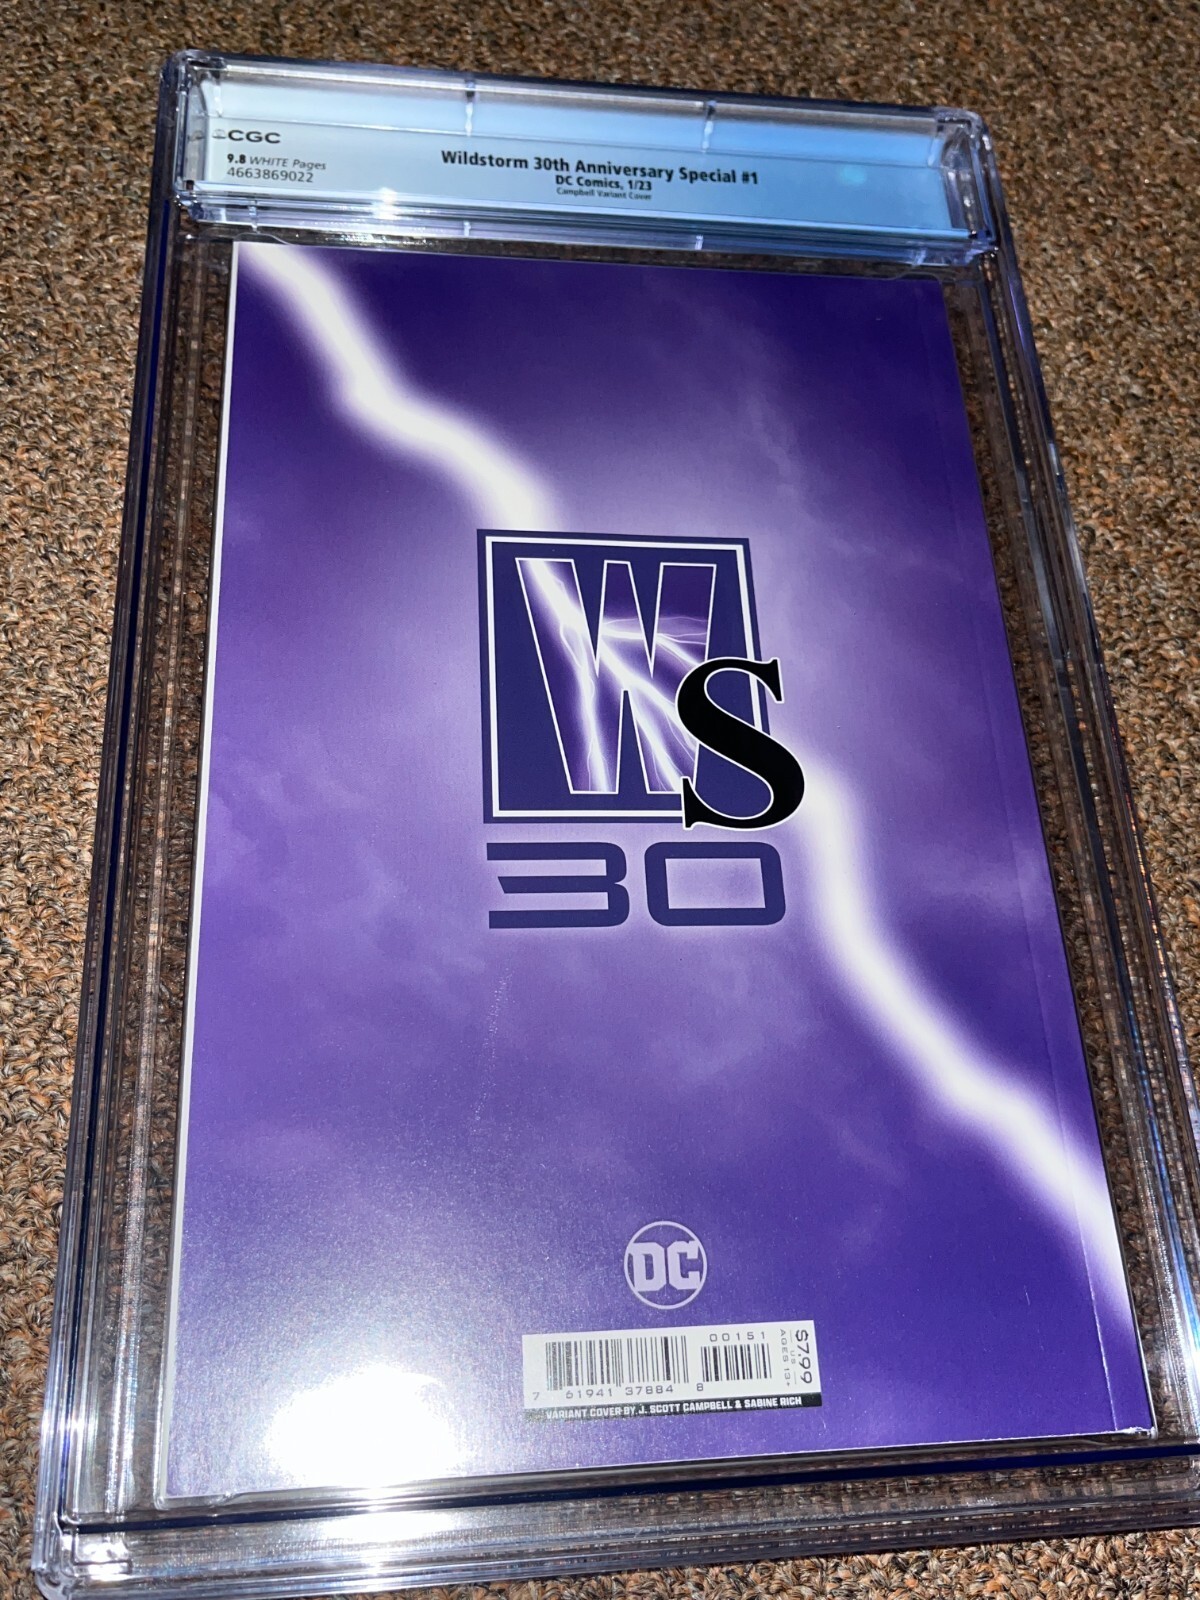 CGC
9.8 WHITE Pages
4663869022
Wildstorm 30th Anniversary Special #1
DC Comics, 1/23
Campbell Variant Cover
WS
30
DC
00151
7 61941 37884 8
$7.99 US
AGES 13+
VARIANT COVER BY J. SCOTT CAMPBELL & SABINE RICH